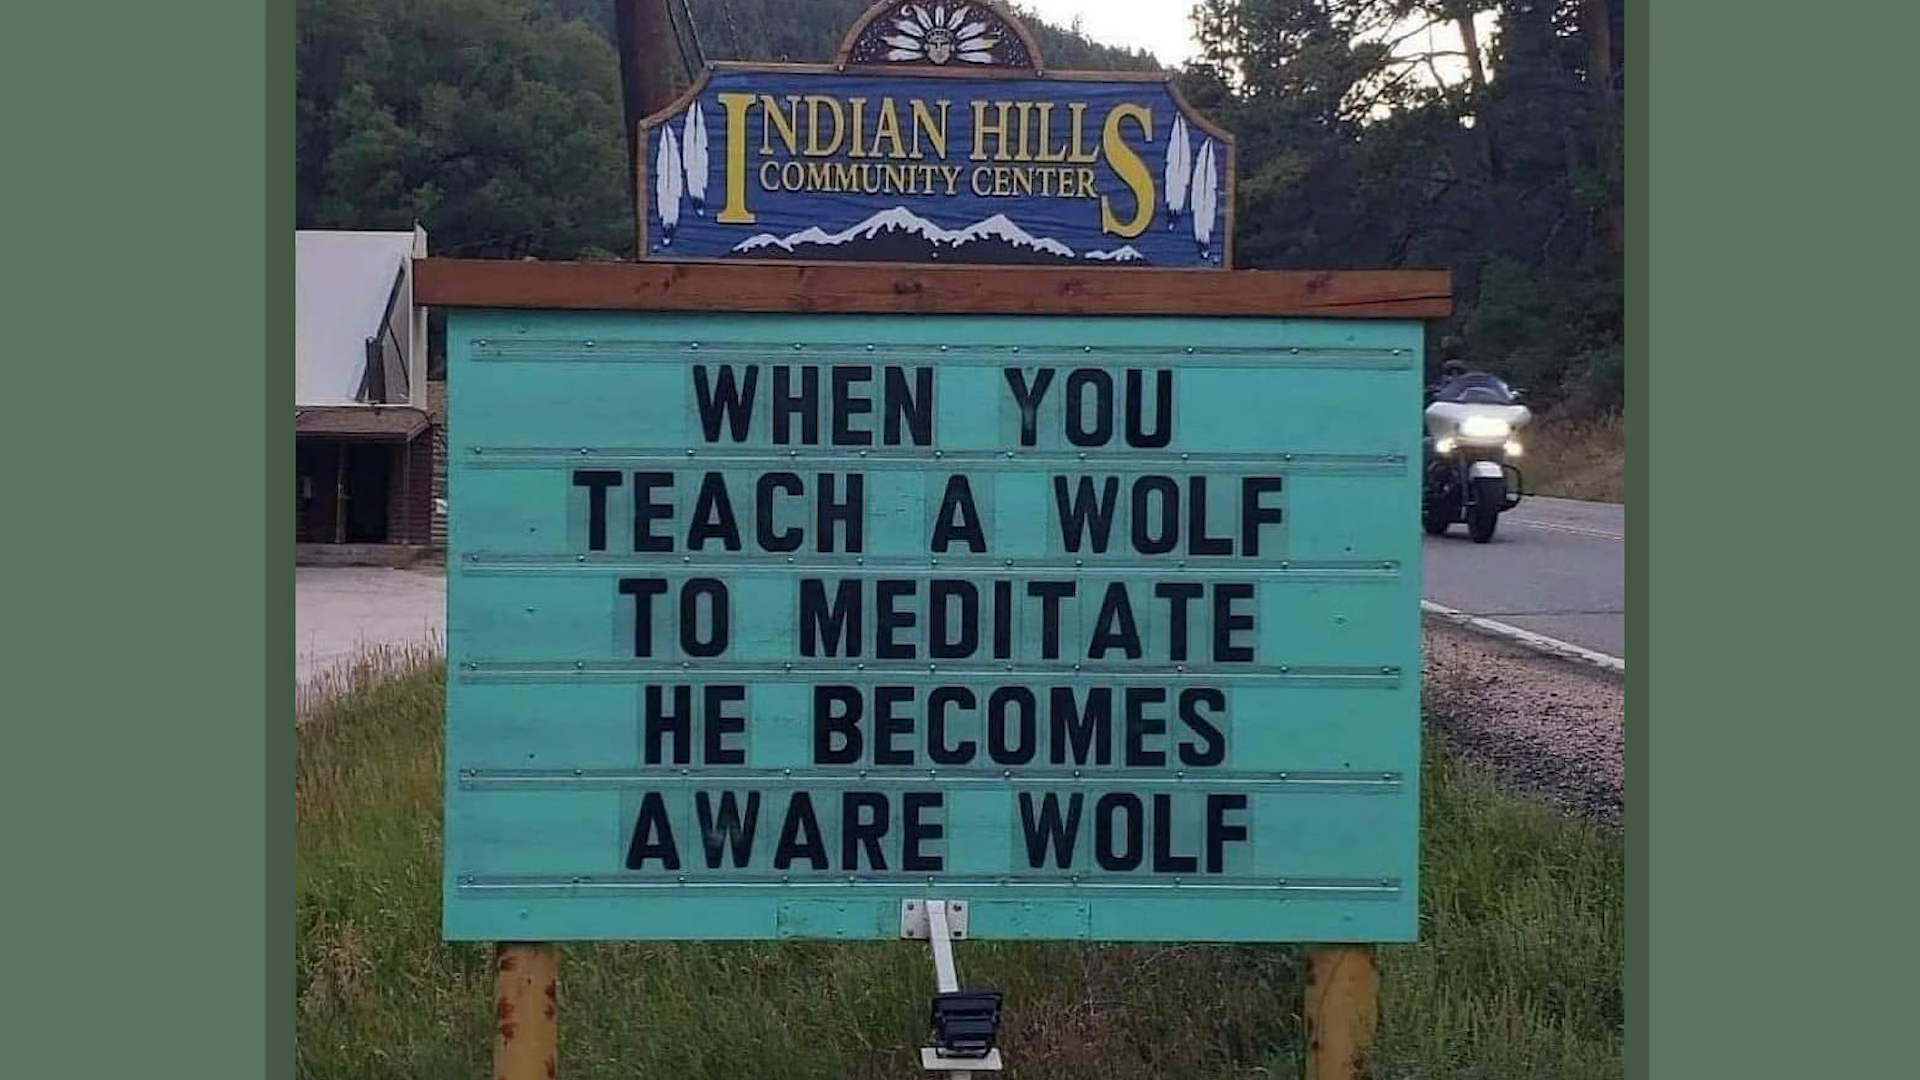 INDIAN HILLS
COMMUNITY CENTER
WHEN YOU
TEACH A WOLF
TO MEDITATE
HE BECOMES
AWARE WOLF